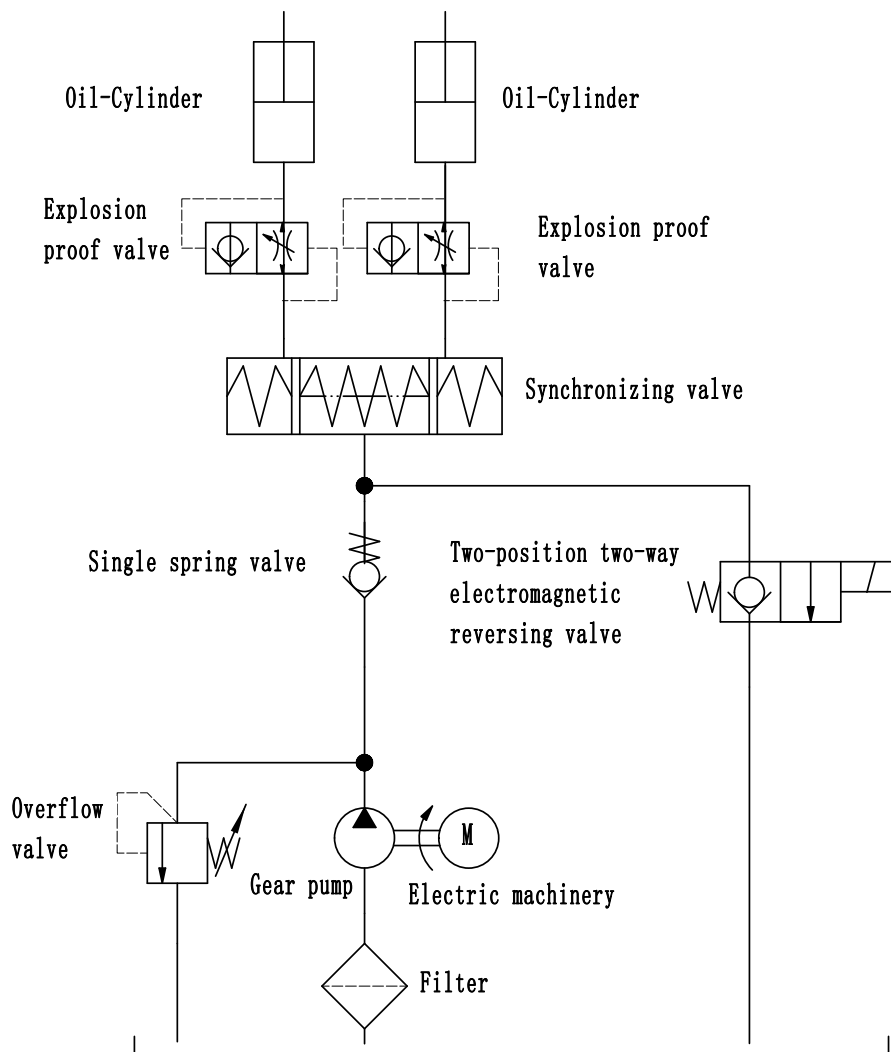 Oil-Cylinder
Oil-Cylinder
Explosion
proof valve
Explosion proof
valve
Synchronizing valve
Single spring valve
Two-position two-way
electromagnetic
reversing valve
Overflow
valve
M
Gear pump
Electric machinery
Filter